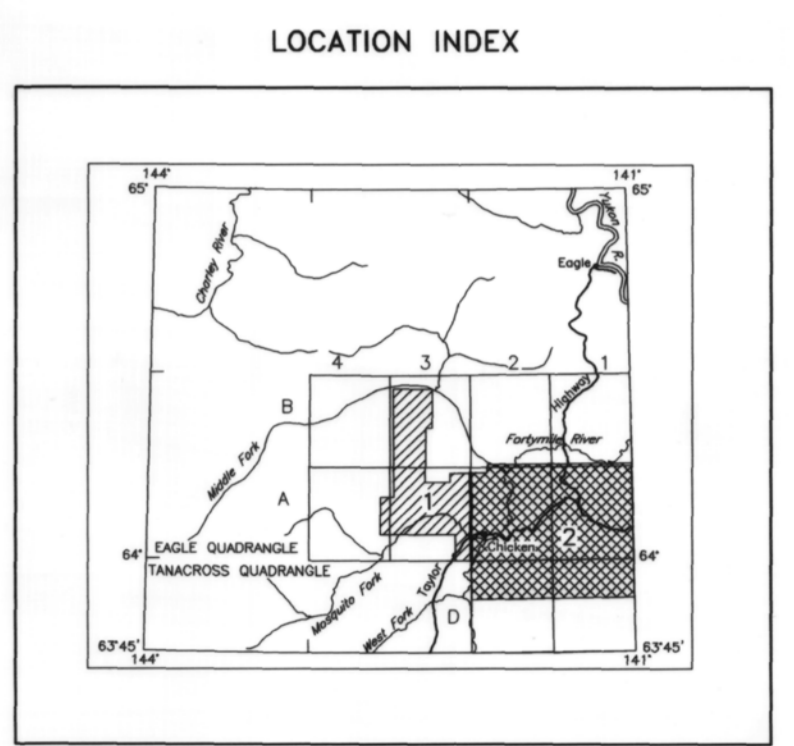 LOCATION INDEX
144° 141°
65° 65°
Yukon R.
Charley River
Eagle
4 3 2 1
Highway
B
Fortymile River
Middle Fork
A
1
2
Chicken
EAGLE QUADRANGLE
64° 64°
TANACROSS QUADRANGLE
Taylor
Mosquito Fork
West Fork
D
63°45' 63°45'
144° 141°